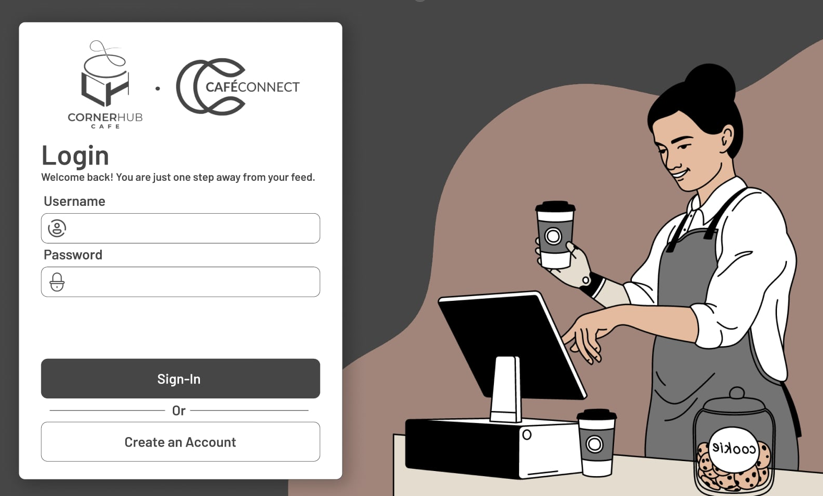 CORNERHUB
CAFE
CAFÉCONNECT
Login
Welcome back! You are just one step away from your feed.
Username
Password
Sign-In
Or
Create an Account
cookie